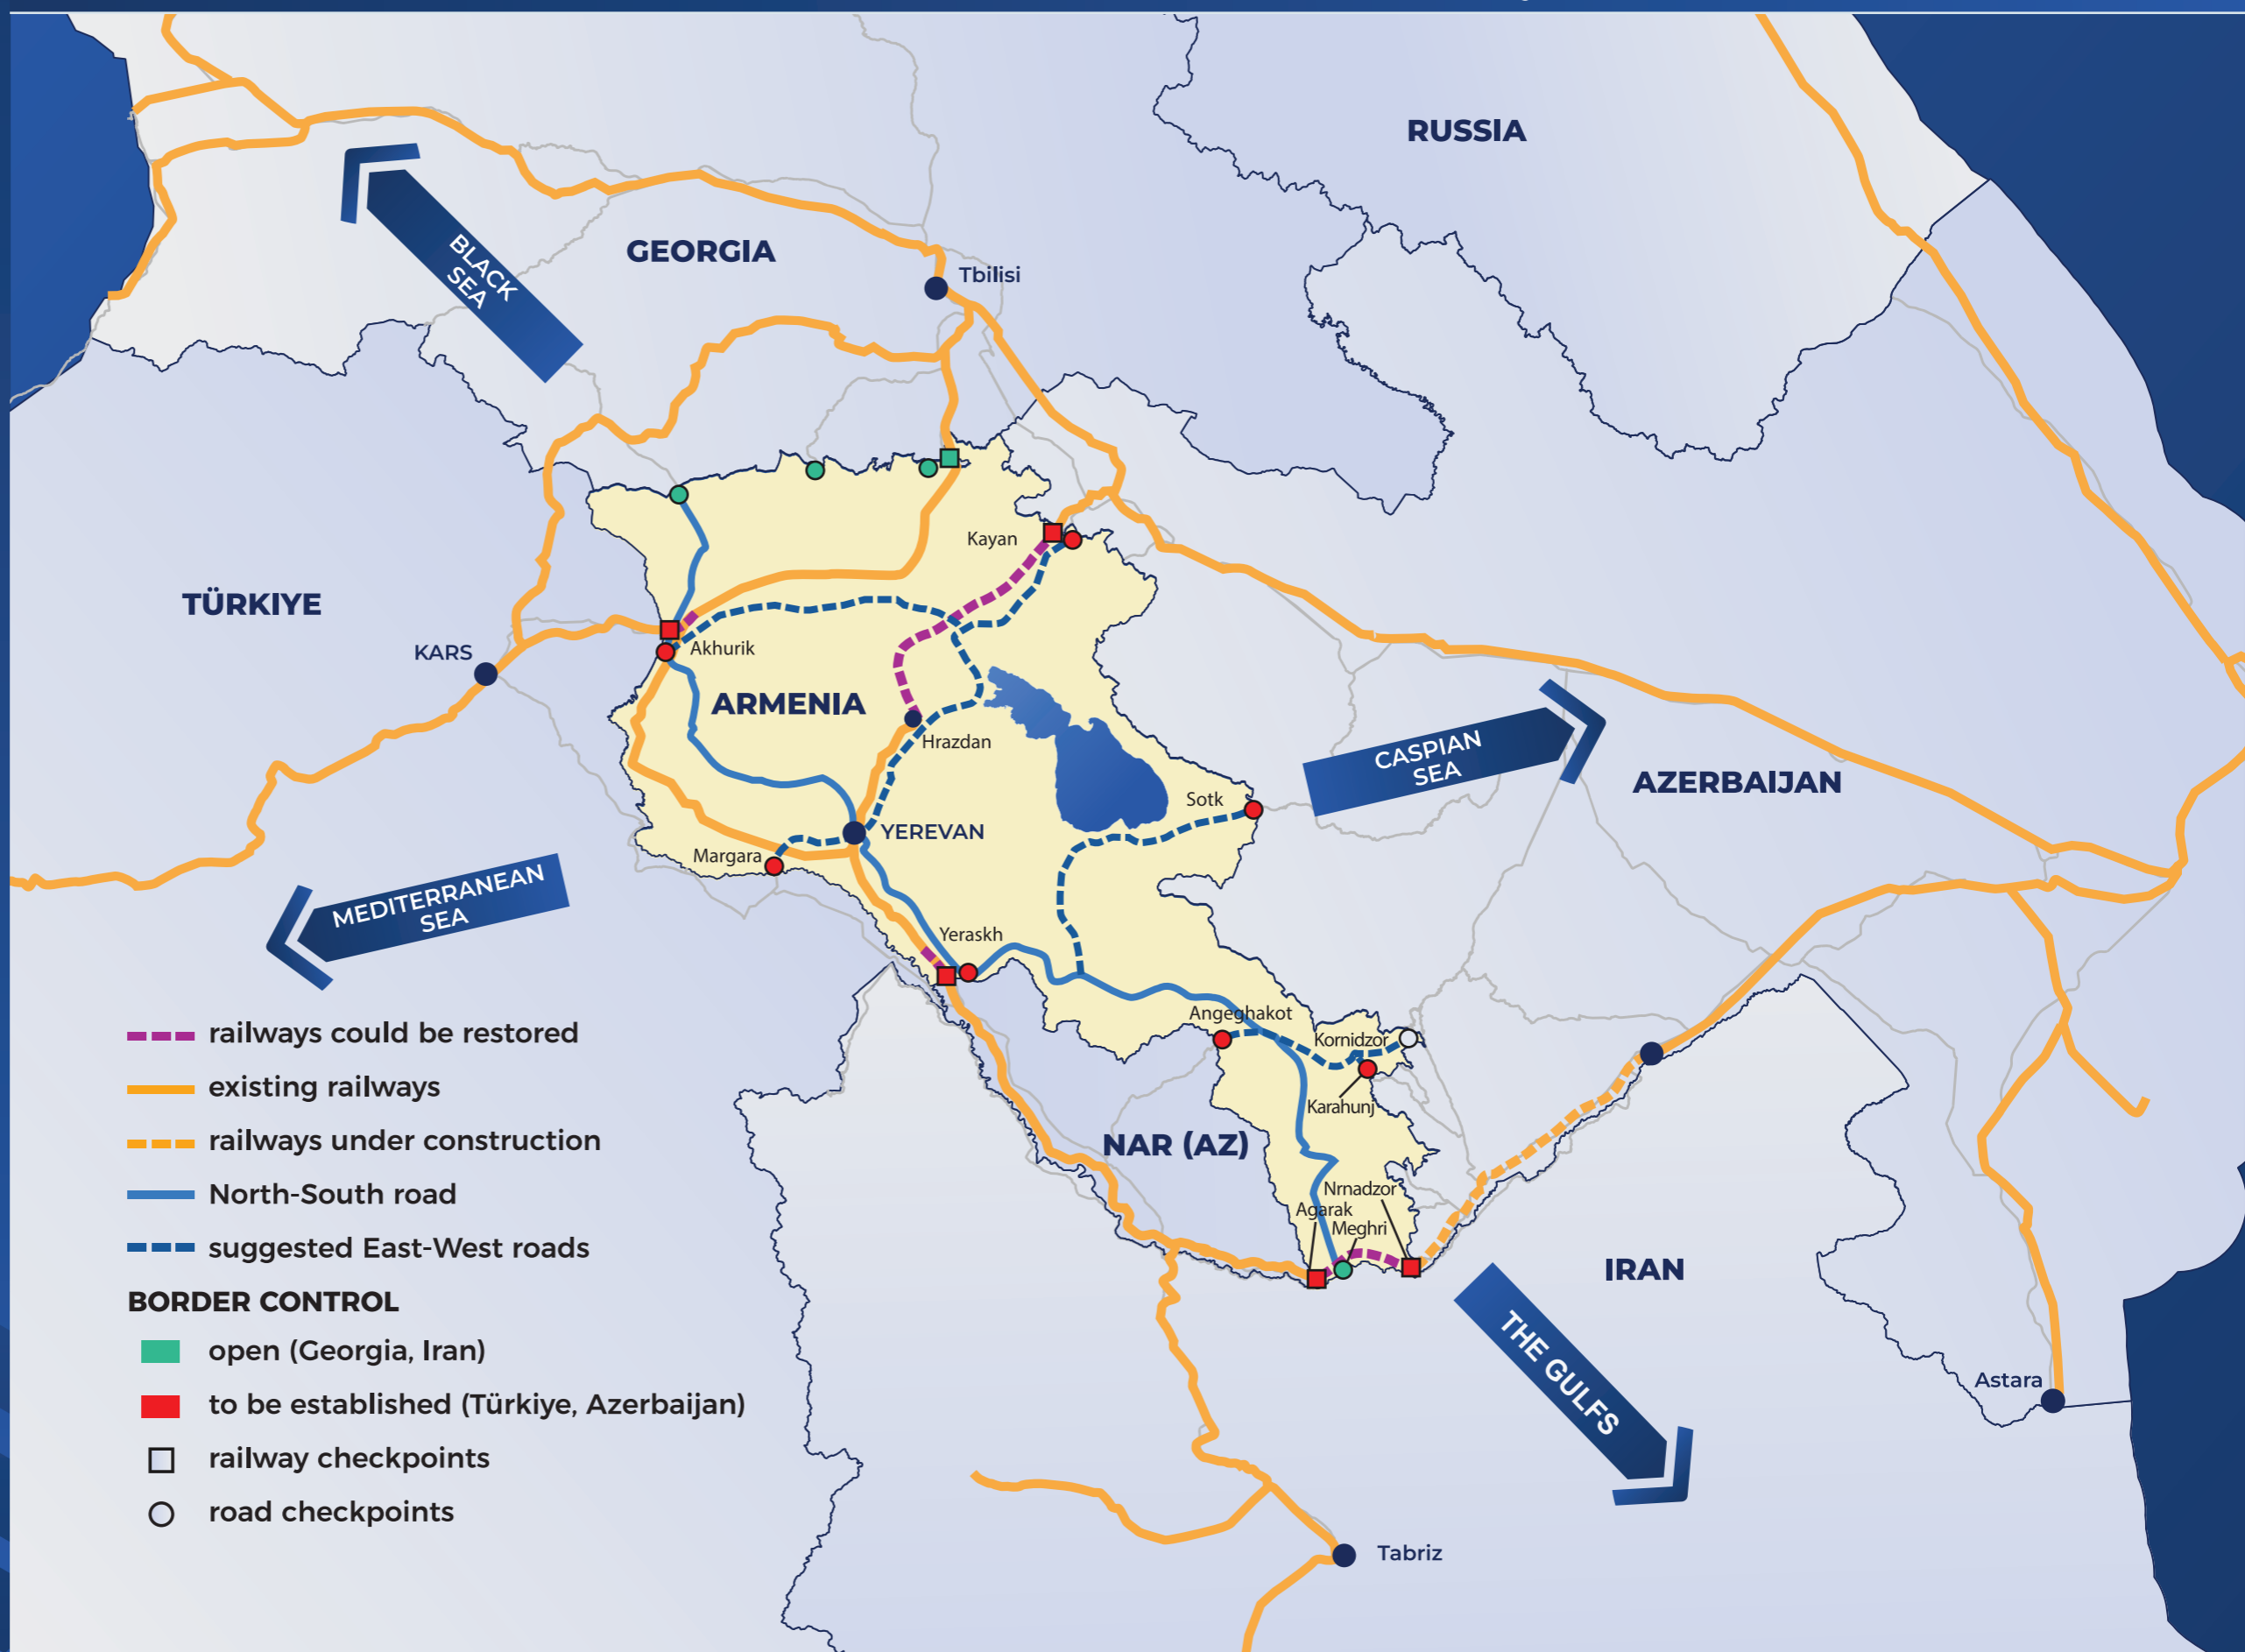 RUSSIA
GEORGIA
BLACK
SEA
Tbilisi
Kayan
TÜRKIYE
KARS
Akhurik
ARMENIA
Hrazdan
CASPIAN
SEA
AZERBAIJAN
Sotk
YEREVAN
Margara
MEDITERRANEAN
SEA
Yeraskh
Angeghakot
Kornidzor
Karahunj
NAR (AZ)
Nrnadzor
Agarak
Meghri
IRAN
THE GULFS
Astara
Tabriz
railways could be restored
existing railways
railways under construction
North-South road
suggested East-West roads
BORDER CONTROL
open (Georgia, Iran)
to be established (Türkiye, Azerbaijan)
railway checkpoints
road checkpoints